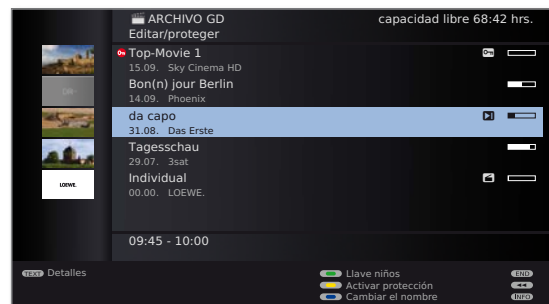 ARCHIVO GD capacidad libre 68:42 hrs.
Editar/proteger
Top-Movie 1
15.09. Sky Cinema HD
Bon(n) jour Berlin
14.09. Phoenix
da capo
31.08. Das Erste
Tagesschau
29.07. 3sat
Individual
00.00. LOEWE.
LOEWE.
09:45 - 10:00
TEXT Detalles
Llave niños END
Activar protección
Cambiar el nombre INFO